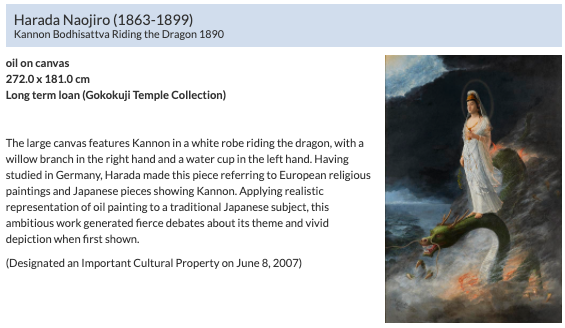 Harada Naojiro (1863-1899)
Kannon Bodhisattva Riding the Dragon 1890
oil on canvas
272.0 x 181.0 cm
Long term loan (Gokokuji Temple Collection)
The large canvas features Kannon in a white robe riding the dragon, with a
willow branch in the right hand and a water cup in the left hand. Having
studied in Germany, Harada made this piece referring to European religious
paintings and Japanese pieces showing Kannon. Applying realistic
representation of oil painting to a traditional Japanese subject, this
ambitious work generated fierce debates about its theme and vivid
depiction when first shown.
(Designated an Important Cultural Property on June 8, 2007)